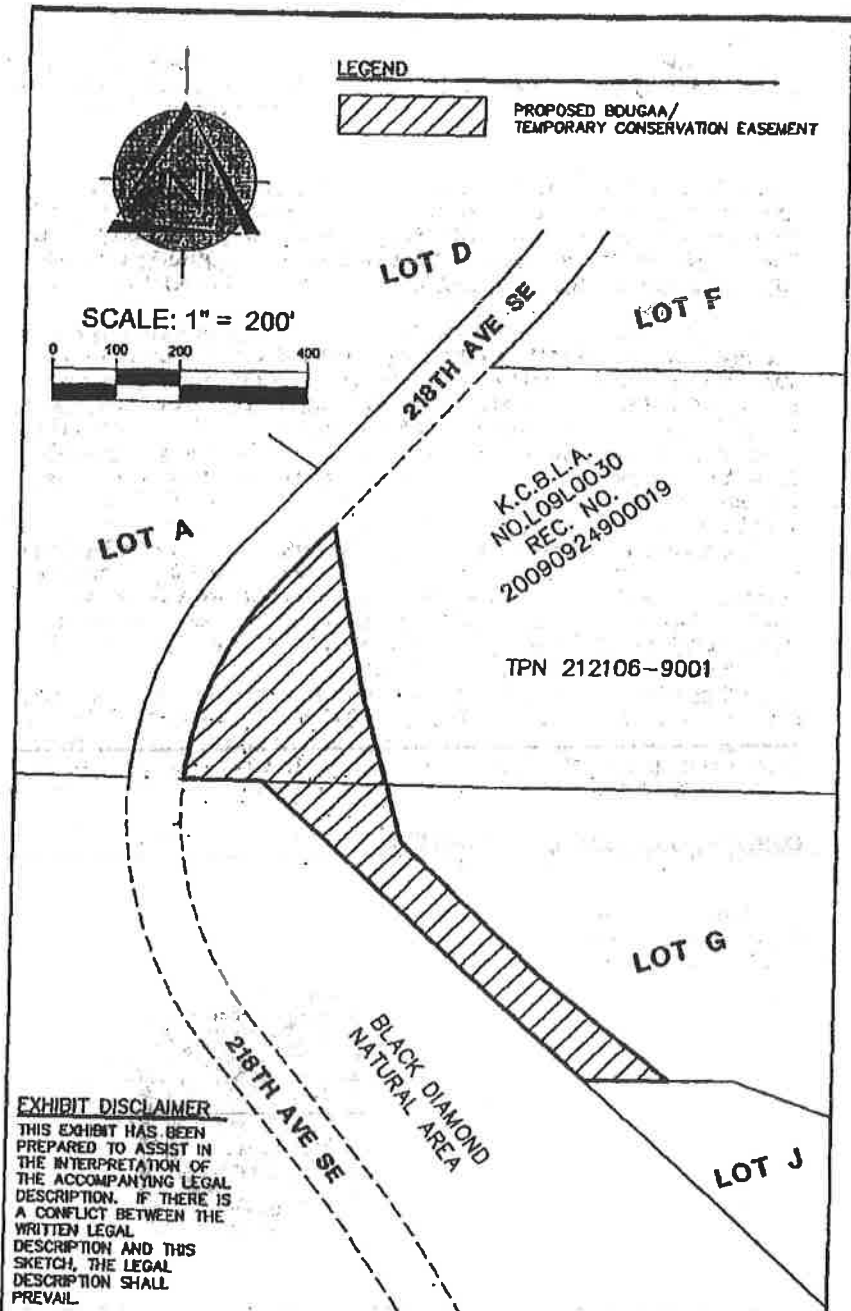 LEGEND
PROPOSED BDUGAA/
TEMPORARY CONSERVATION EASEMENT
N
SCALE: 1" = 200'
0 100 200 400
LOT D
LOT F
218TH AVE SE
LOT A
K.C.B.L.A.
NO.L09L0030
REC. NO.
20090924900019
TPN 212106-9001
LOT G
BLACK DIAMOND
NATURAL AREA
218TH AVE SE
LOT J
EXHIBIT DISCLAIMER
THIS EXHIBIT HAS BEEN
PREPARED TO ASSIST IN
THE INTERPRETATION OF
THE ACCOMPANYING LEGAL
DESCRIPTION. IF THERE IS
A CONFLICT BETWEEN THE
WRITTEN LEGAL
DESCRIPTION AND THIS
SKETCH, THE LEGAL
DESCRIPTION SHALL
PREVAIL.